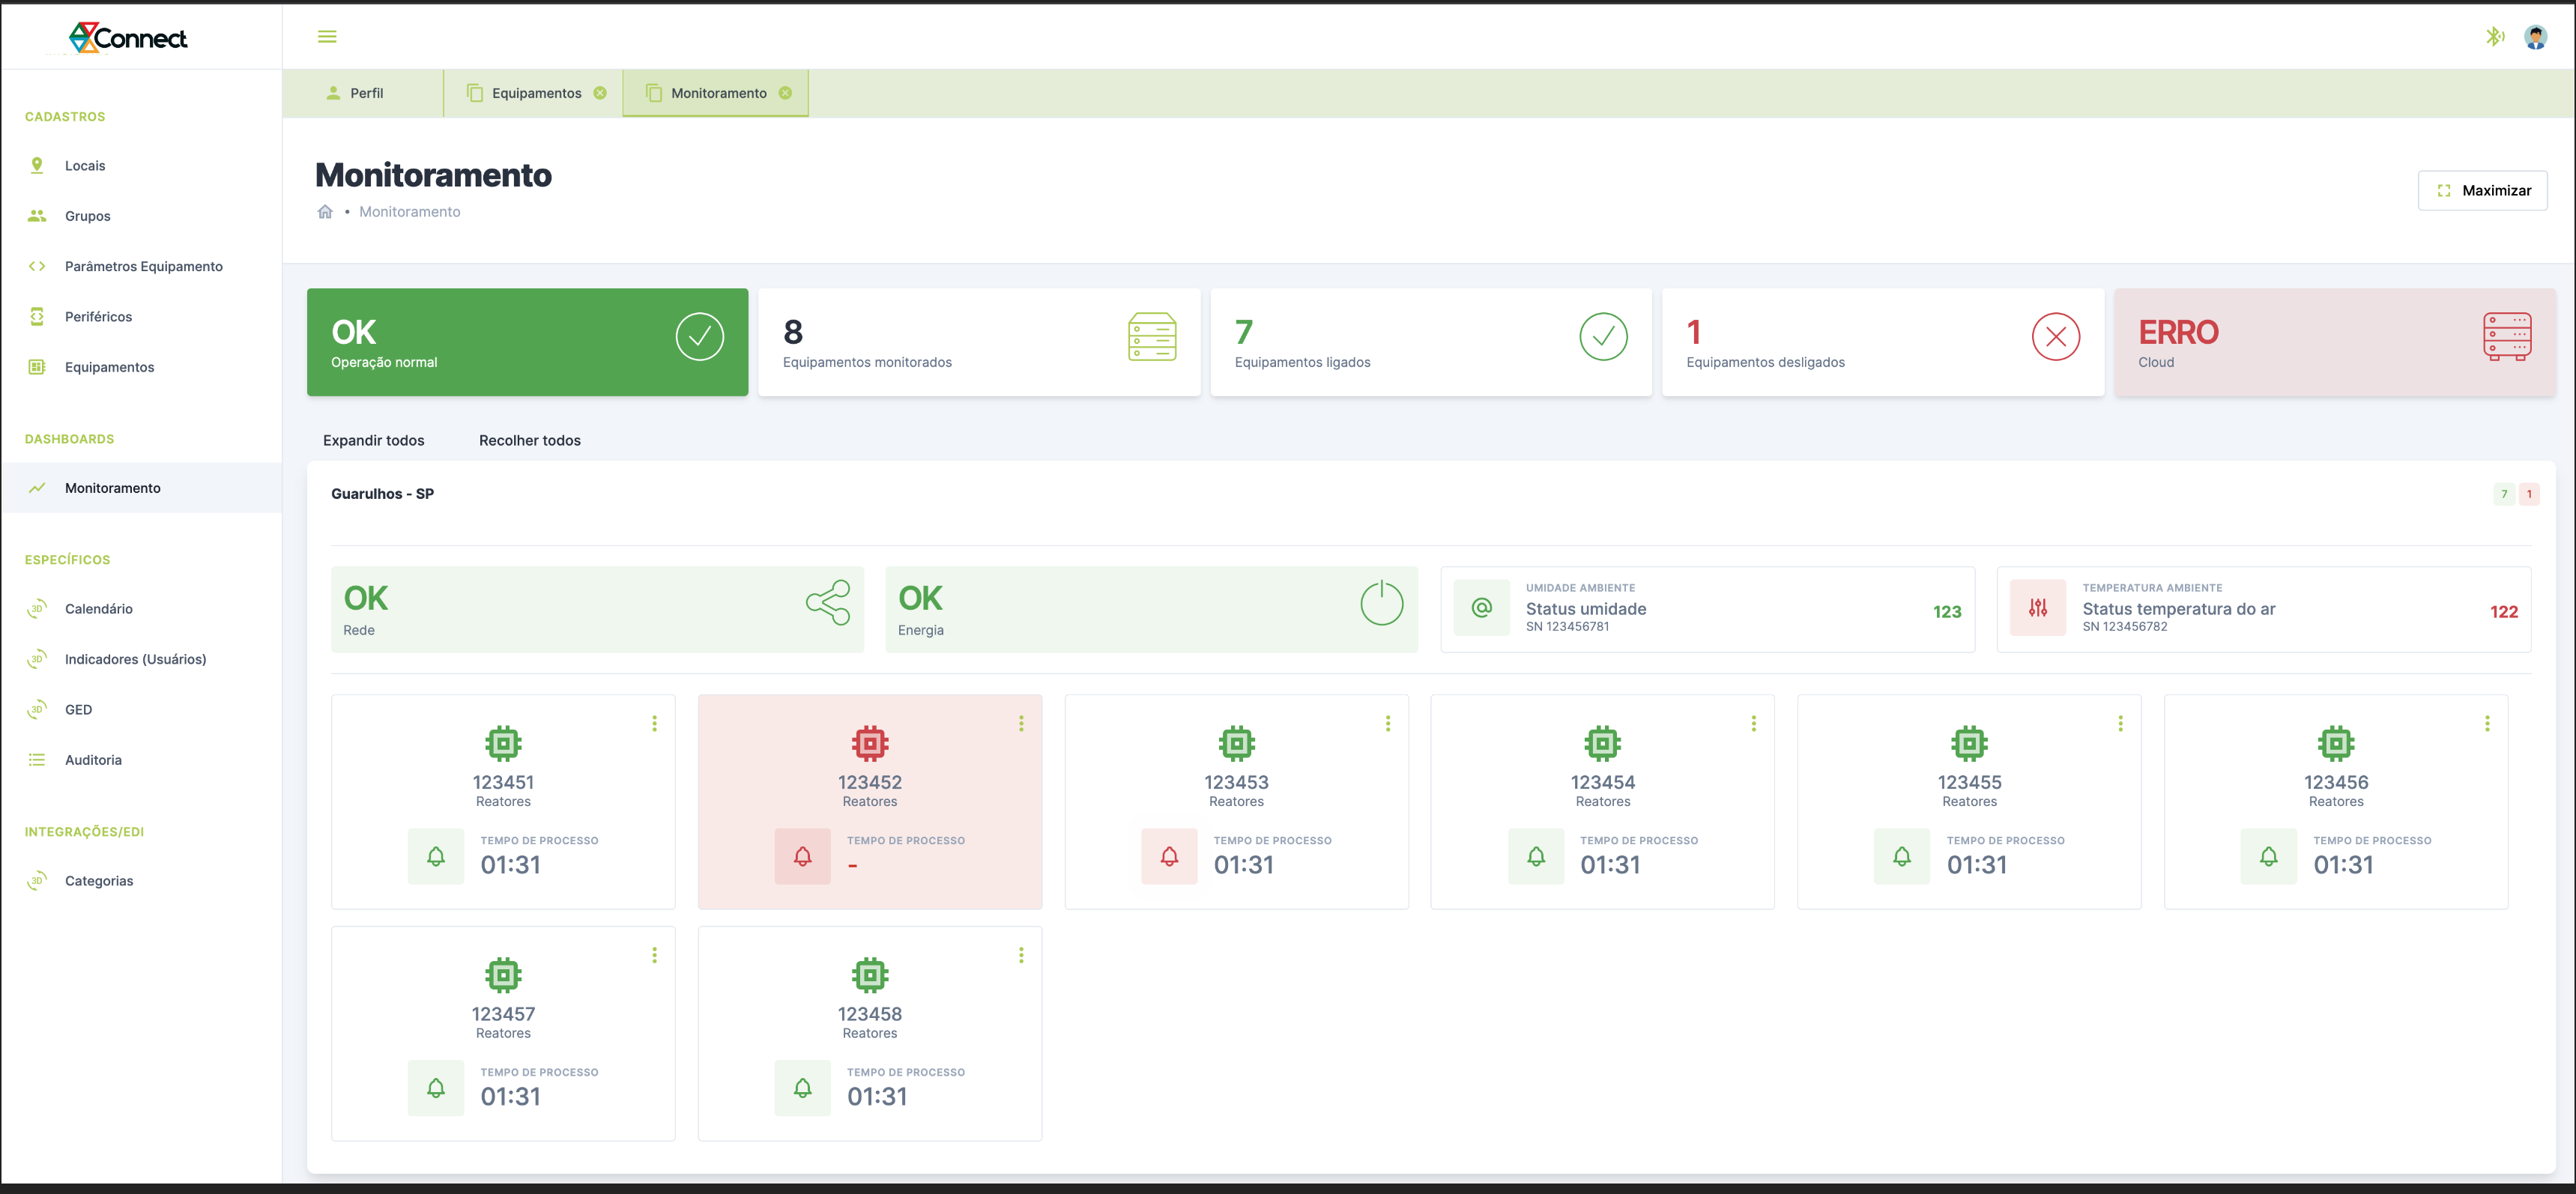 Connect
CADASTROS
Locais
Grupos
Parâmetros Equipamento
Periféricos
Equipamentos
DASHBOARDS
Monitoramento
ESPECÍFICOS
3D Calendário
3D Indicadores (Usuários)
3D GED
Auditoria
INTEGRAÇÕES/EDI
3D Categorias
Perfil
Equipamentos
Monitoramento
Monitoramento
• Monitoramento
Maximizar
OK
Operação normal
8
Equipamentos monitorados
7
Equipamentos ligados
1
Equipamentos desligados
ERRO
Cloud
Expandir todos
Recolher todos
Guarulhos - SP
7 1
OK
Rede
OK
Energia
UMIDADE AMBIENTE
Status umidade
SN 123456781
123
TEMPERATURA AMBIENTE
Status temperatura do ar
SN 123456782
122
123451
Reatores
TEMPO DE PROCESSO
01:31
123452
Reatores
TEMPO DE PROCESSO
-
123453
Reatores
TEMPO DE PROCESSO
01:31
123454
Reatores
TEMPO DE PROCESSO
01:31
123455
Reatores
TEMPO DE PROCESSO
01:31
123456
Reatores
TEMPO DE PROCESSO
01:31
123457
Reatores
TEMPO DE PROCESSO
01:31
123458
Reatores
TEMPO DE PROCESSO
01:31